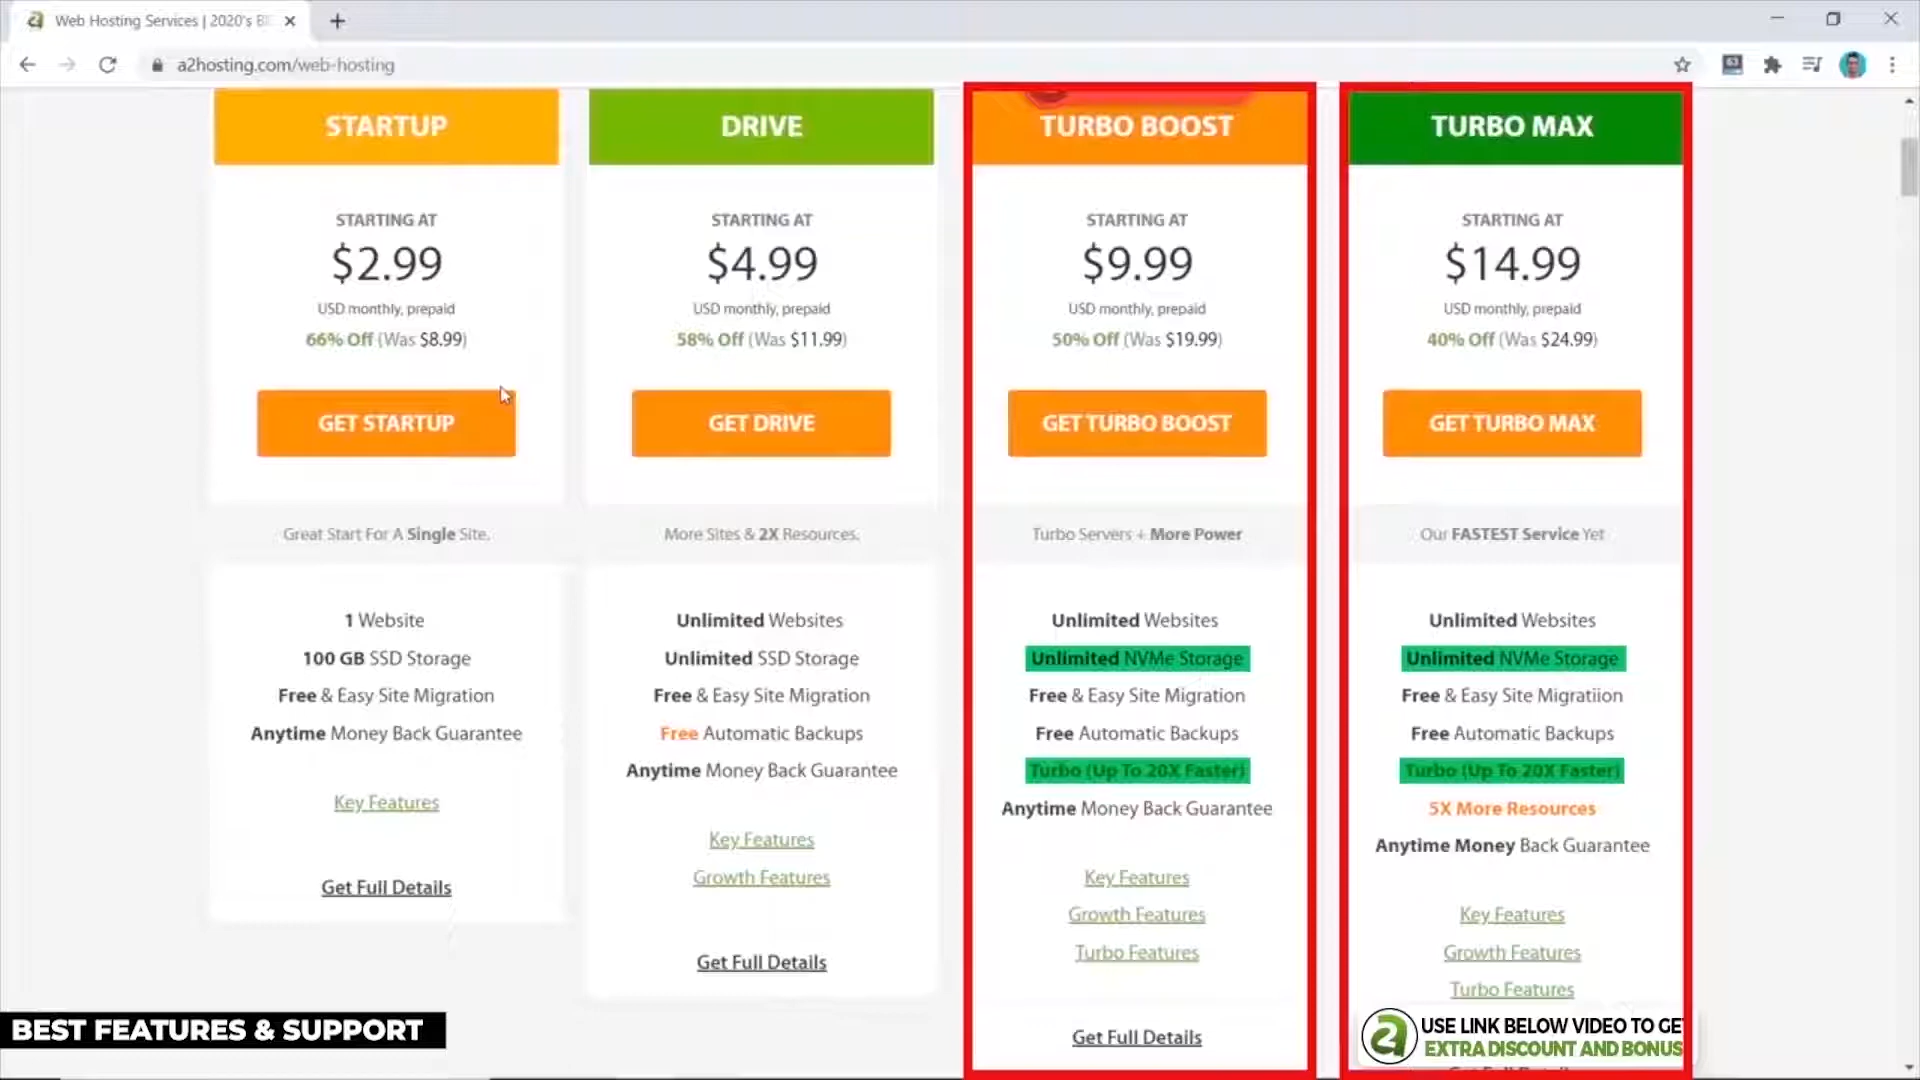 Web Hosting Services | 2020's B
a2hosting.com/web-hosting
STARTUP
STARTING AT
$2.99
USD monthly, prepaid
66% Off (Was $8.99)
GET STARTUP
Great Start For A Single Site.
1 Website
100 GB SSD Storage
Free & Easy Site Migration
Anytime Money Back Guarantee
Key Features
Get Full Details
DRIVE
STARTING AT
$4.99
USD monthly, prepaid
58% Off (Was $11.99)
GET DRIVE
More Sites & 2X Resources.
Unlimited Websites
Unlimited SSD Storage
Free & Easy Site Migration
Free Automatic Backups
Anytime Money Back Guarantee
Key Features
Growth Features
Get Full Details
TURBO BOOST
STARTING AT
$9.99
USD monthly, prepaid
50% Off (Was $19.99)
GET TURBO BOOST
Turbo Servers + More Power
Unlimited Websites
Unlimited NVMe Storage
Free & Easy Site Migration
Free Automatic Backups
Turbo (Up To 20X Faster)
Anytime Money Back Guarantee
Key Features
Growth Features
Turbo Features
Get Full Details
TURBO MAX
STARTING AT
$14.99
USD monthly, prepaid
40% Off (Was $24.99)
GET TURBO MAX
Our FASTEST Service Yet
Unlimited Websites
Unlimited NVMe Storage
Free & Easy Site Migratiion
Free Automatic Backups
Turbo (Up To 20X Faster)
5X More Resources
Anytime Money Back Guarantee
Key Features
Growth Features
Turbo Features
BEST FEATURES & SUPPORT
USE LINK BELOW VIDEO TO GET
EXTRA DISCOUNT AND BONUS